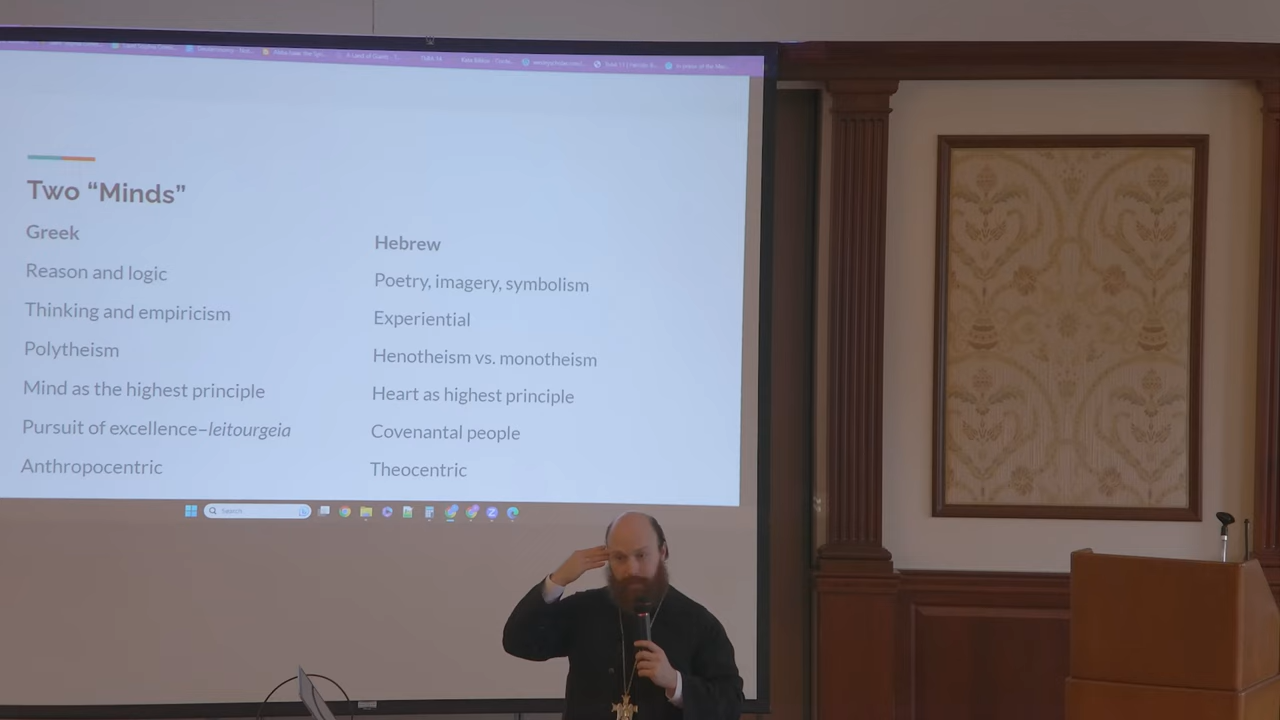 Two “Minds”
Greek
Reason and logic
Thinking and empiricism
Polytheism
Mind as the highest principle
Pursuit of excellence–leitourgeia
Anthropocentric
Hebrew
Poetry, imagery, symbolism
Experiential
Henotheism vs. monotheism
Heart as highest principle
Covenantal people
Theocentric
Search